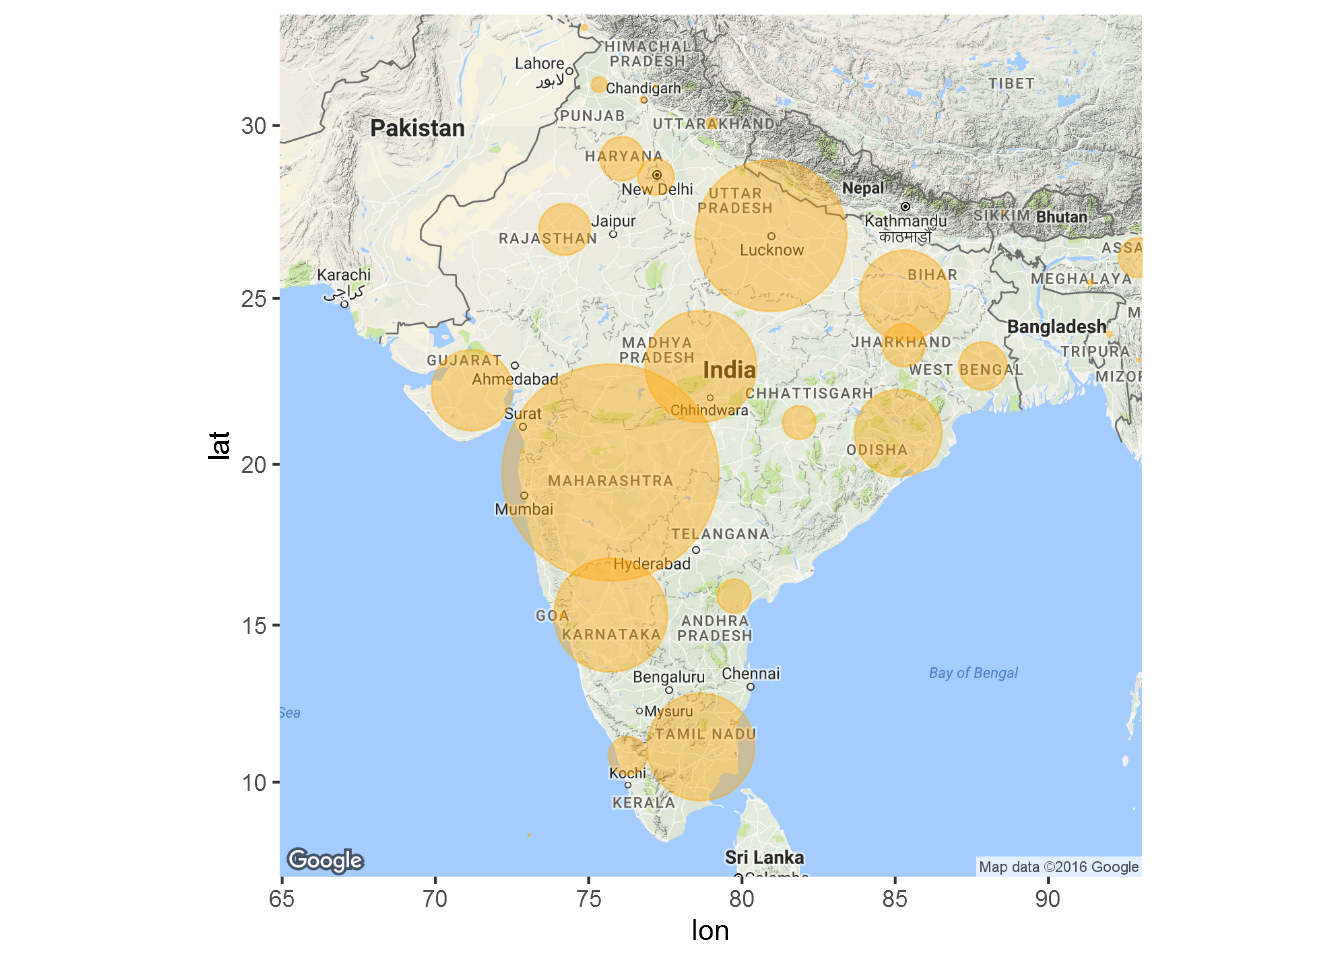 HIMACHAL
PRADESH
Lahore
لاہور
TIBET
Chandigarh
PUNJAB
UTTARAKHAND
30
Pakistan
HARYANA
New Delhi
UTTAR
PRADESH
Nepal
Kathmandu
काठमाडौँ
SIKKIM
Bhutan
Jaipur
RAJASTHAN
Lucknow
ASSA
Karachi
کراچی
BIHAR
MEGHALAYA
25
Bangladesh
M
MADHYA
PRADESH
JHARKHAND
TRIPURA
GUJARAT
Ahmedabad
India
WEST BENGAL
MIZOR
CHHATTISGARH
Surat
Chhindwara
lat
ODISHA
20
MAHARASHTRA
Mumbai
TELANGANA
Hyderabad
GOA
15
ANDHRA
PRADESH
KARNATAKA
Bengaluru
Chennai
Bay of Bengal
Sea
Mysuru
TAMIL NADU
10
Kochi
KERALA
Sri Lanka
Google
Map data ©2016 Google
65
70
75
80
85
90
lon